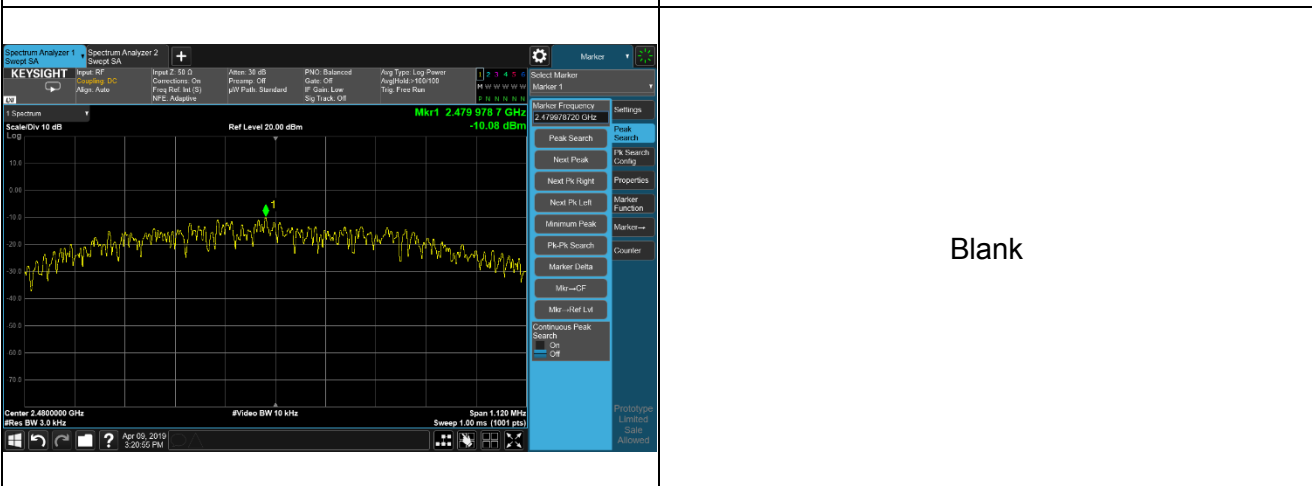 Spectrum Analyzer 1
Swept SA
Spectrum Analyzer 2
Swept SA
+
Marker
KEYSIGHT
Input: RF
Coupling: DC
Align: Auto
Input Z: 50 Ω
Corrections: On
Freq Ref: Int (S)
NFE: Adaptive
Atten: 30 dB
Preamp: Off
µW Path: Standard
PNO: Balanced
Gate: Off
IF Gain: Low
Sig Track: Off
Avg Type: Log-Power
Avg|Hold:>100/100
Trig: Free Run
1 2 3 4 5 6
M W W W W W
P N N N N N
Select Marker
Marker 1
1 Spectrum
Mkr1 2.479 978 7 GHz
Scale/Div 10 dB
Ref Level 20.00 dBm
-10.08 dBm
Log
10.0
0.00
-10.0
-20.0
-30.0
-40.0
-50.0
-60.0
-70.0
1
Marker Frequency
2.479978720 GHz
Peak Search
Next Peak
Next Pk Right
Next Pk Left
Minimum Peak
Pk-Pk Search
Marker Delta
Mkr→CF
Mkr→Ref Lvl
Continuous Peak
Search
On
Off
Settings
Peak
Search
Pk Search
Config
Properties
Marker
Function
Marker→
Counter
Prototype
Limited
Sale
Allowed
Center 2.4800000 GHz
#Video BW 10 kHz
Span 1.120 MHz
#Res BW 3.0 kHz
Sweep 1.00 ms (1001 pts)
?
Apr 09, 2019
3:20:55 PM
Blank